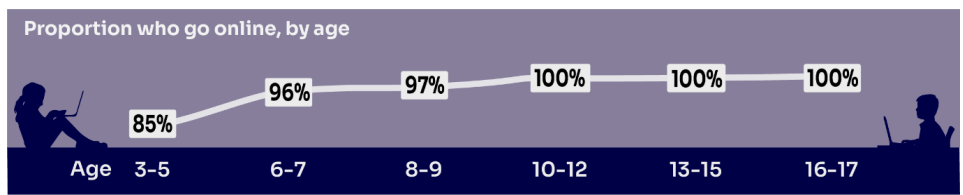 Proportion who go online, by age
85% 96% 97% 100% 100% 100%
Age 3-5 6-7 8-9 10-12 13-15 16-17